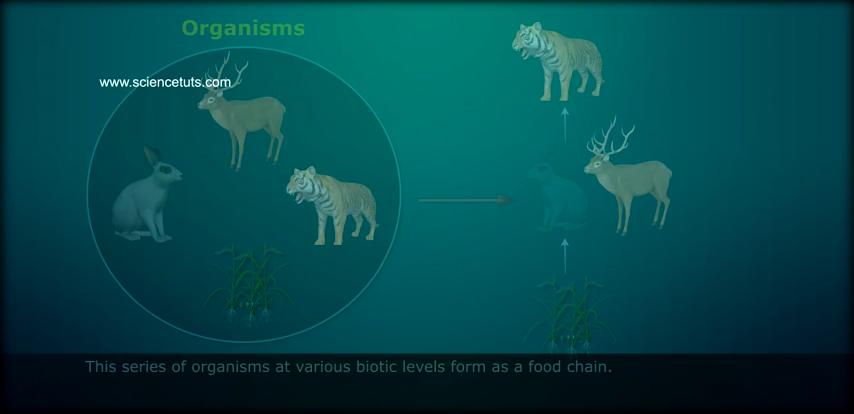 Organisms
www.sciencetuts.com
This series of organisms at various biotic levels form as a food chain.